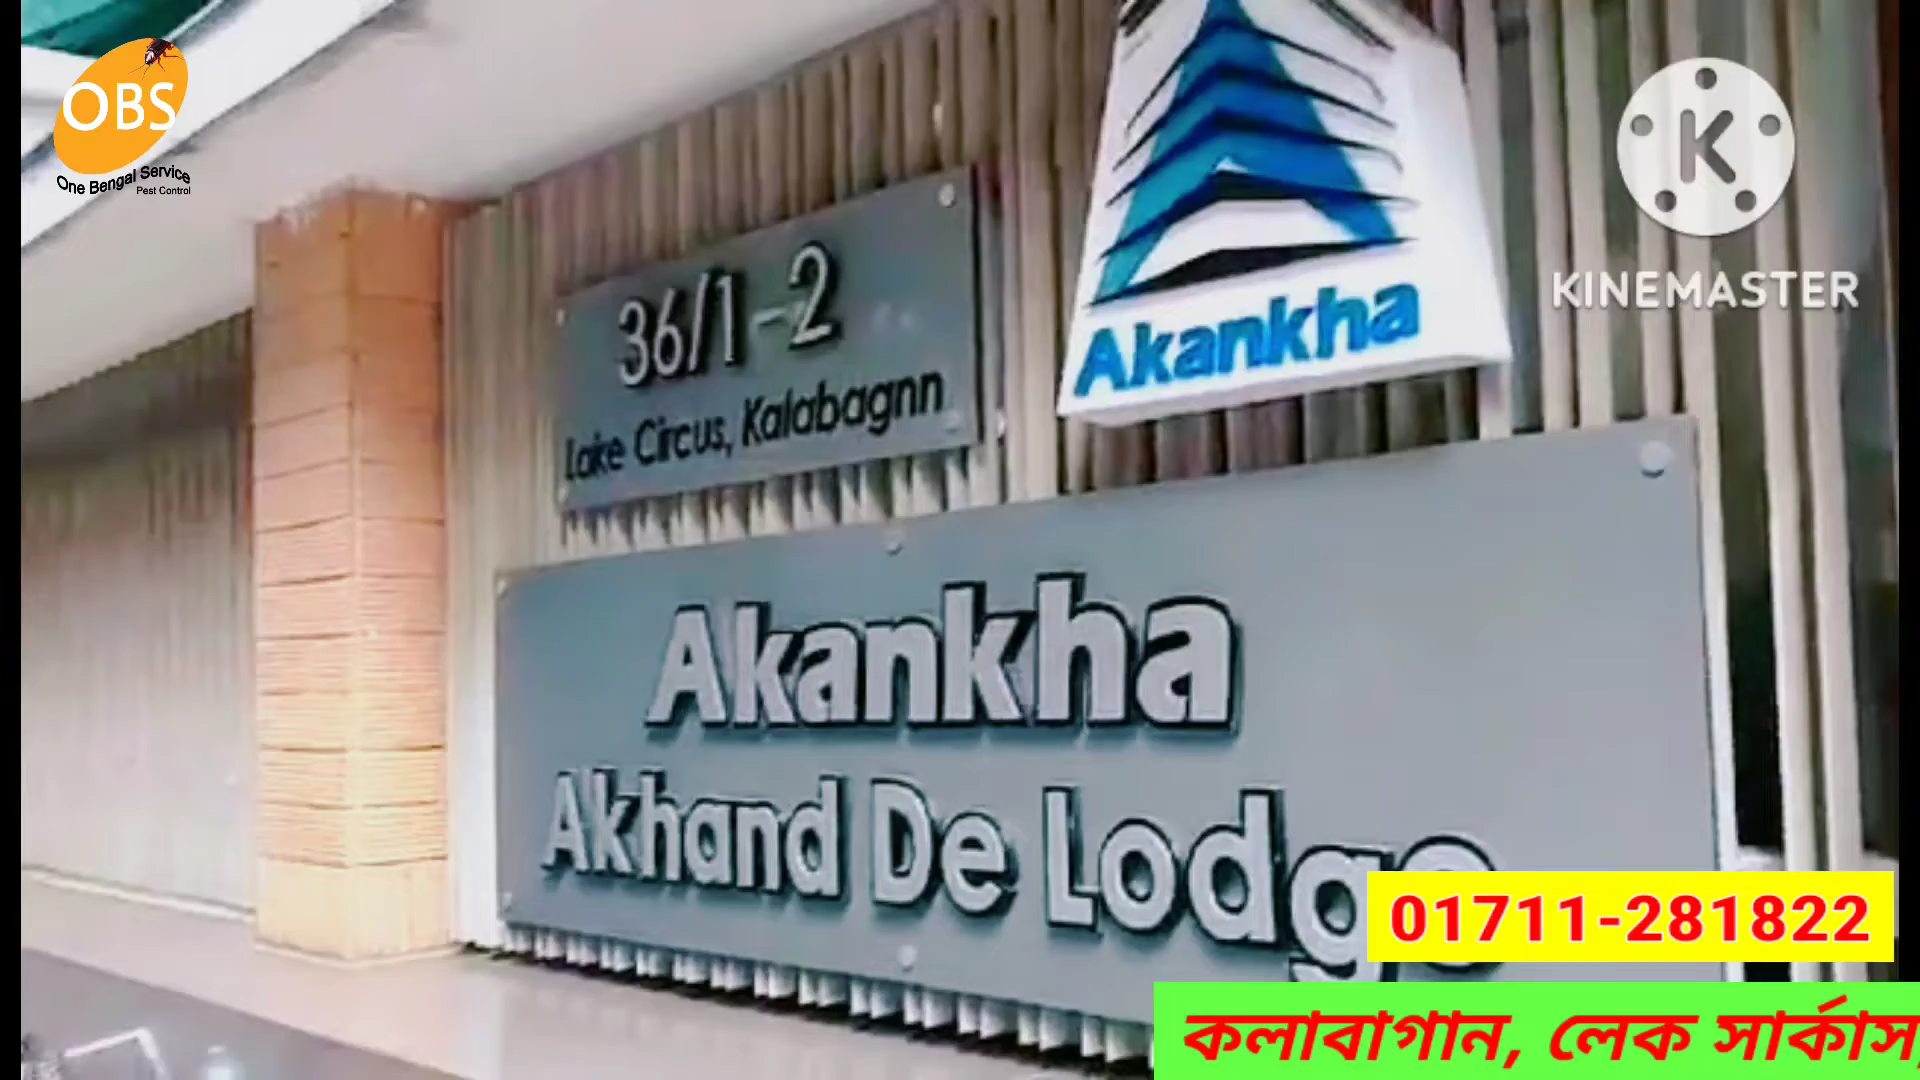 OBS
One Bengal Service
Pest Control
K
KINEMASTER
Akankha
36/1-2
Lake Circus, Kalabagnn
Akankha
Akhand De Lodge
01711-281822
কলাবাগান, লেক সার্কাস,